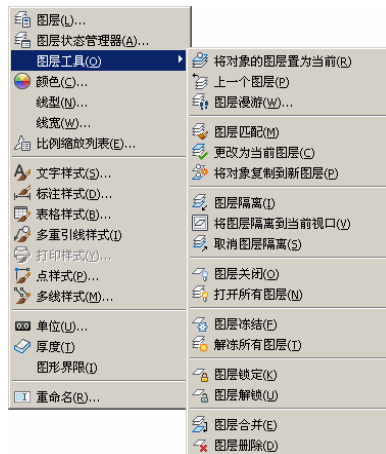 图层(L)...
图层状态管理器(A)...
图层工具(O)
颜色(C)...
线型(N)...
线宽(W)...
比例缩放列表(E)...
文字样式(S)...
标注样式(D)...
表格样式(B)...
多重引线样式(I)
打印样式(Y)...
点样式(P)...
多线样式(M)...
0.0 单位(U)...
厚度(T)
图形界限(I)
重命名(R)...
将对象的图层置为当前(R)
上一个图层(P)
图层漫游(W)...
图层匹配(M)
更改为当前图层(C)
将对象复制到新图层(P)
图层隔离(I)
将图层隔离到当前视口(V)
取消图层隔离(S)
图层关闭(O)
打开所有图层(N)
图层冻结(F)
解冻所有图层(T)
图层锁定(K)
图层解锁(U)
图层合并(E)
图层删除(D)